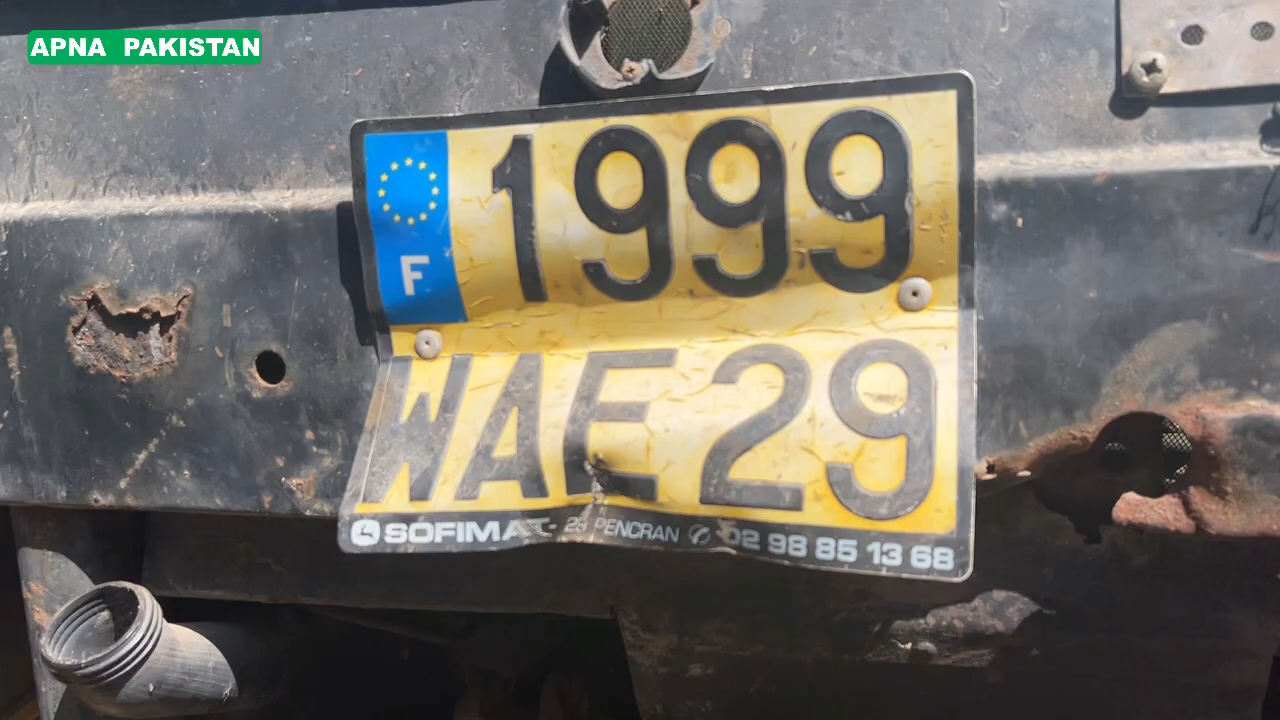 APNA PAKISTAN
F
1999
WAE29
SOFIMAT - 29 PENCRAN 02 98 85 13 68